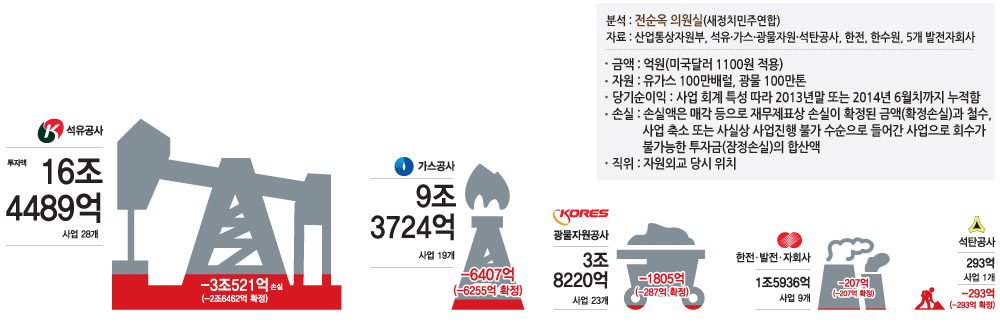 분석 : 전순옥 의원실(새정치민주연합)
자료 : 산업통상자원부, 석유·가스·광물자원·석탄공사, 한전, 한수원, 5개 발전자회사
· 금액 : 억원(미국달러 1100원 적용)
· 자원 : 유가스 100만배럴, 광물 100만톤
· 당기순이익 : 사업 회계 특성 따라 2013년말 또는 2014년 6월치까지 누적함
· 손실 : 손실액은 매각 등으로 재무제표상 손실이 확정된 금액(확정손실)과 철수,
사업 축소 또는 사실상 사업진행 불가 수순으로 들어간 사업으로 회수가
불가능한 투자금(잠정손실)의 합산액
· 직위 : 자원외교 당시 위치
석유공사
투자액 16조
4489억
사업 28개
-3조521억 손실
(-2조6462억 확정)
가스공사
9조
3724억
사업 19개
-6407억
(-6255억 확정)
KORES
광물자원공사
3조
8220억
사업 23개
-1805억
(-287억 확정)
한전·발전·자회사
1조5936억
사업 9개
-207억
(-207억 확정)
석탄공사
293억
사업 1개
-293억
(-293억 확정)